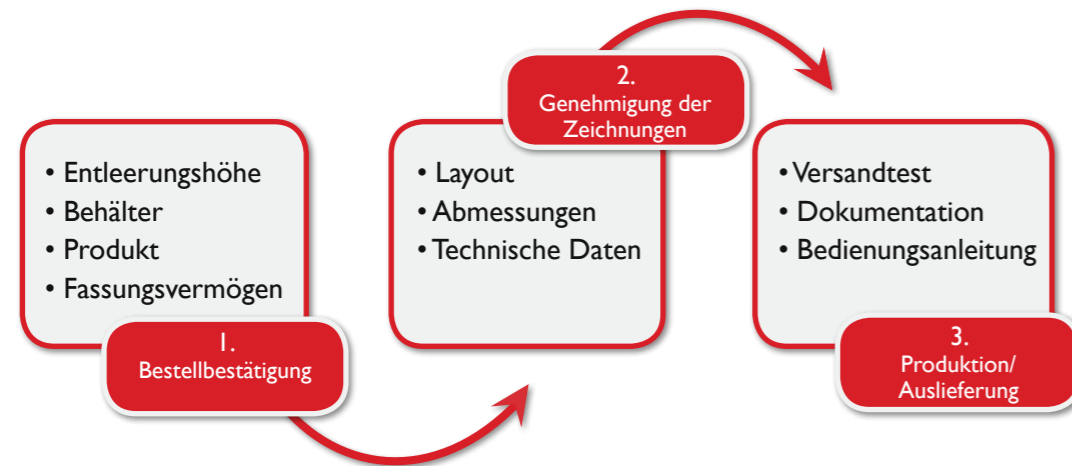 • Entleerungshöhe
• Behälter
• Produkt
• Fassungsvermögen
1.
Bestellbestätigung
2.
Genehmigung der
Zeichnungen
• Layout
• Abmessungen
• Technische Daten
• Versandtest
• Dokumentation
• Bedienungsanleitung
3.
Produktion/
Auslieferung